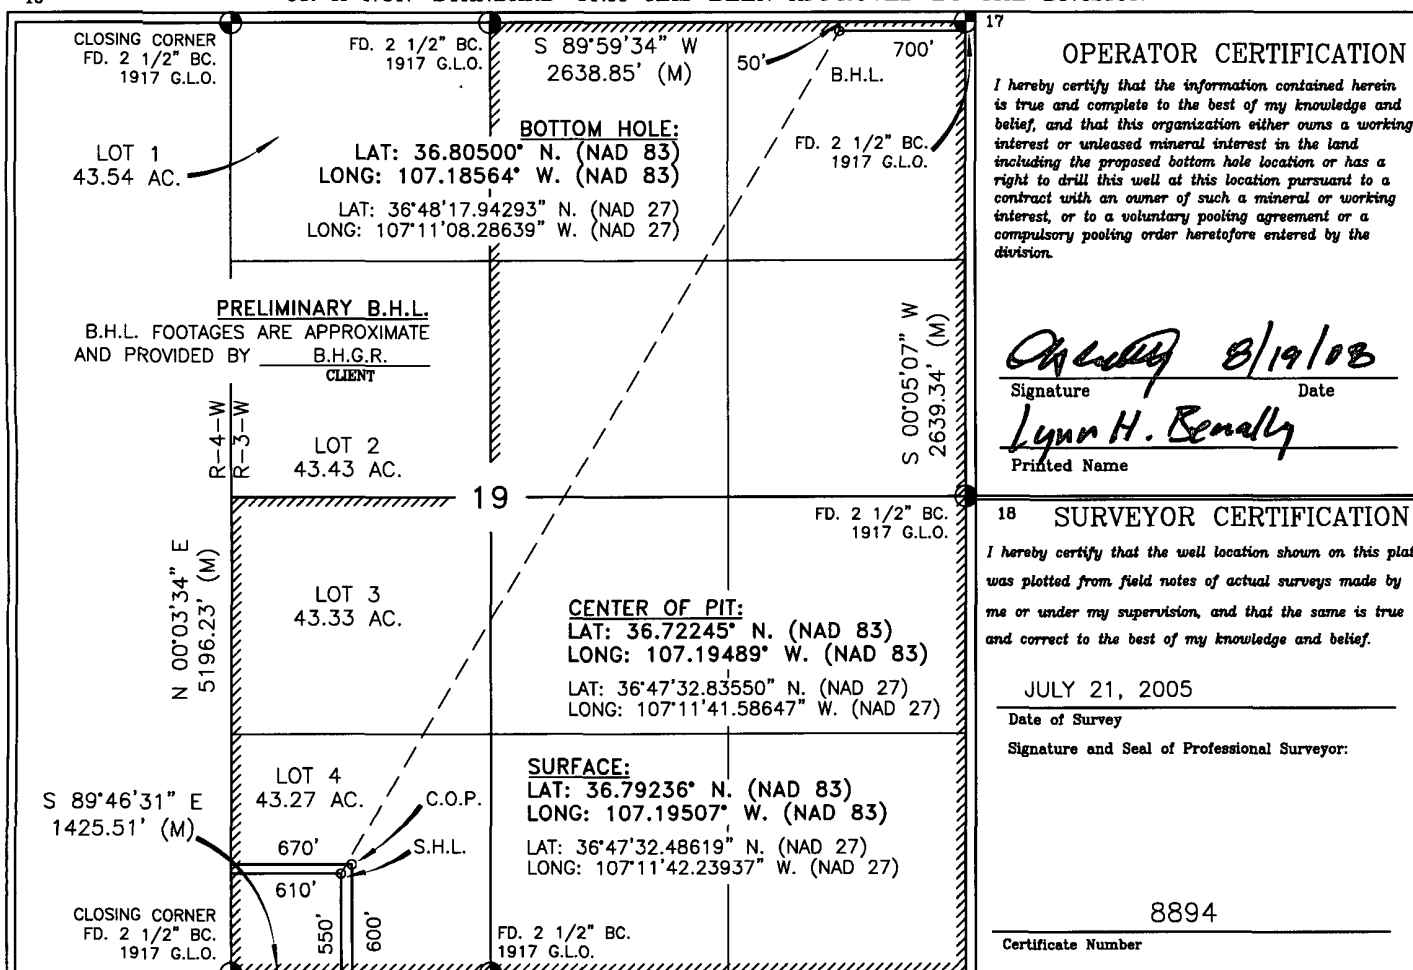 17
CLOSING CORNER
FD. 2 1/2" BC.
1917 G.L.O.
FD. 2 1/2" BC.
1917 G.L.O.
S 89°59'34" W
2638.85' (M)
50'
700'
B.H.L.
FD. 2 1/2" BC.
1917 G.L.O.
LOT 1
43.54 AC.
BOTTOM HOLE:
LAT: 36.80500° N. (NAD 83)
LONG: 107.18564° W. (NAD 83)
LAT: 36°48'17.94293" N. (NAD 27)
LONG: 107°11'08.28639" W. (NAD 27)
PRELIMINARY B.H.L.
B.H.L. FOOTAGES ARE APPROXIMATE
AND PROVIDED BY B.H.G.R.
CLIENT
S 00°05'07" W
2639.34' (M)
R-4-W
R-3-W
LOT 2
43.43 AC.
19
FD. 2 1/2" BC.
1917 G.L.O.
N 00°03'34" E
5196.23' (M)
LOT 3
43.33 AC.
CENTER OF PIT:
LAT: 36.72245° N. (NAD 83)
LONG: 107.19489° W. (NAD 83)
LAT: 36°47'32.83550" N. (NAD 27)
LONG: 107°11'41.58647" W. (NAD 27)
LOT 4
43.27 AC.
C.O.P.
S.H.L.
SURFACE:
LAT: 36.79236° N. (NAD 83)
LONG: 107.19507° W. (NAD 83)
LAT: 36°47'32.48619" N. (NAD 27)
LONG: 107°11'42.23937" W. (NAD 27)
S 89°46'31" E
1425.51' (M)
670'
610'
550'
600'
CLOSING CORNER
FD. 2 1/2" BC.
1917 G.L.O.
FD. 2 1/2" BC.
1917 G.L.O.
OPERATOR CERTIFICATION
I hereby certify that the information contained herein
is true and complete to the best of my knowledge and
belief, and that this organization either owns a working
interest or unleased mineral interest in the land
including the proposed bottom hole location or has a
right to drill this well at this location pursuant to a
contract with an owner of such a mineral or working
interest, or to a voluntary pooling agreement or a
compulsory pooling order heretofore entered by the
division.
8/19/08
Signature Date
Lynn H. Benally
Printed Name
18 SURVEYOR CERTIFICATION
I hereby certify that the well location shown on this plat
was plotted from field notes of actual surveys made by
me or under my supervision, and that the same is true
and correct to the best of my knowledge and belief.
JULY 21, 2005
Date of Survey
Signature and Seal of Professional Surveyor:
8894
Certificate Number